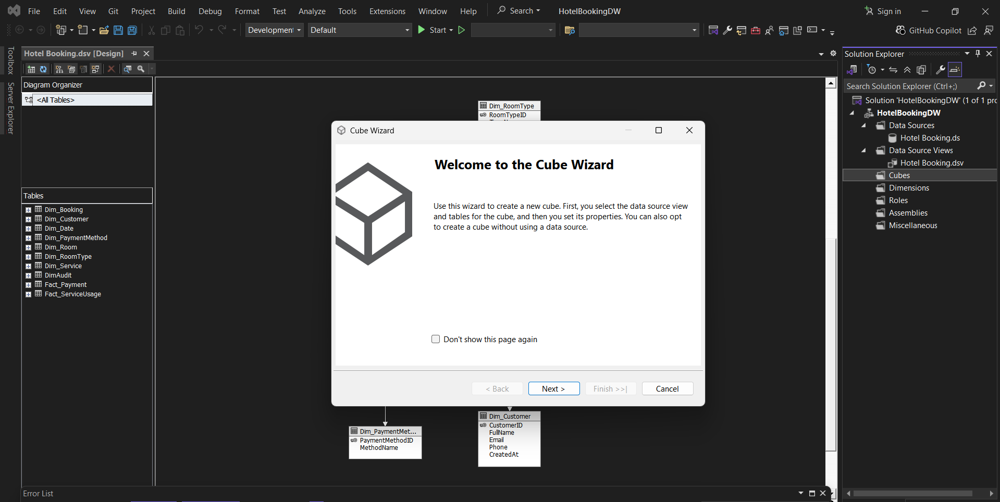 File Edit View Git Project Build Debug Format Test Analyze Tools Extensions Window Help Search HotelBookingDW Sign in
Development Default Start GitHub Copilot
Toolbox
Server Explorer
Hotel Booking.dsv [Design]
Diagram Organizer
<All Tables>
Tables
Dim_Booking
Dim_Customer
Dim_Date
Dim_PaymentMethod
Dim_Room
Dim_RoomType
Dim_Service
DimAudit
Fact_Payment
Fact_ServiceUsage
Dim_RoomType
RoomTypeID
Cube Wizard
Welcome to the Cube Wizard
Use this wizard to create a new cube. First, you select the data source view
and tables for the cube, and then you set its properties. You can also opt
to create a cube without using a data source.
Don't show this page again
< Back Next > Finish >>| Cancel
Dim_PaymentMet...
PaymentMethodID
MethodName
Dim_Customer
CustomerID
FullName
Email
Phone
CreatedAt
Error List
Solution Explorer
Search Solution Explorer (Ctrl+;)
Solution 'HotelBookingDW' (1 of 1 pro
HotelBookingDW
Data Sources
Hotel Booking.ds
Data Source Views
Hotel Booking.dsv
Cubes
Dimensions
Roles
Assemblies
Miscellaneous